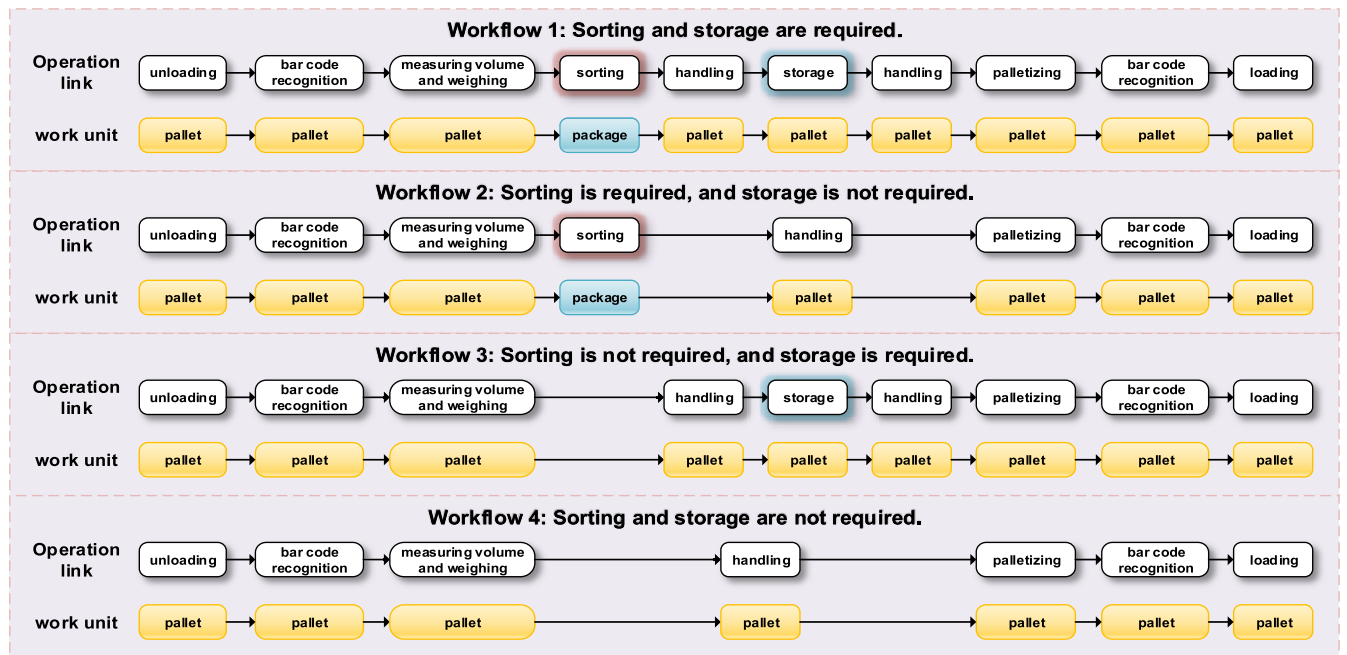 Workflow 1: Sorting and storage are required.
Operation
link
unloading
bar code
recognition
measuring volume
and weighing
sorting
handling
storage
handling
palletizing
bar code
recognition
loading
work unit
pallet
pallet
pallet
package
pallet
pallet
pallet
pallet
pallet
pallet
Workflow 2: Sorting is required, and storage is not required.
Operation
link
unloading
bar code
recognition
measuring volume
and weighing
sorting
handling
palletizing
bar code
recognition
loading
work unit
pallet
pallet
pallet
package
pallet
pallet
pallet
pallet
Workflow 3: Sorting is not required, and storage is required.
Operation
link
unloading
bar code
recognition
measuring volume
and weighing
handling
storage
handling
palletizing
bar code
recognition
loading
work unit
pallet
pallet
pallet
pallet
pallet
pallet
pallet
pallet
pallet
Workflow 4: Sorting and storage are not required.
Operation
link
unloading
bar code
recognition
measuring volume
and weighing
handling
palletizing
bar code
recognition
loading
work unit
pallet
pallet
pallet
pallet
pallet
pallet
pallet